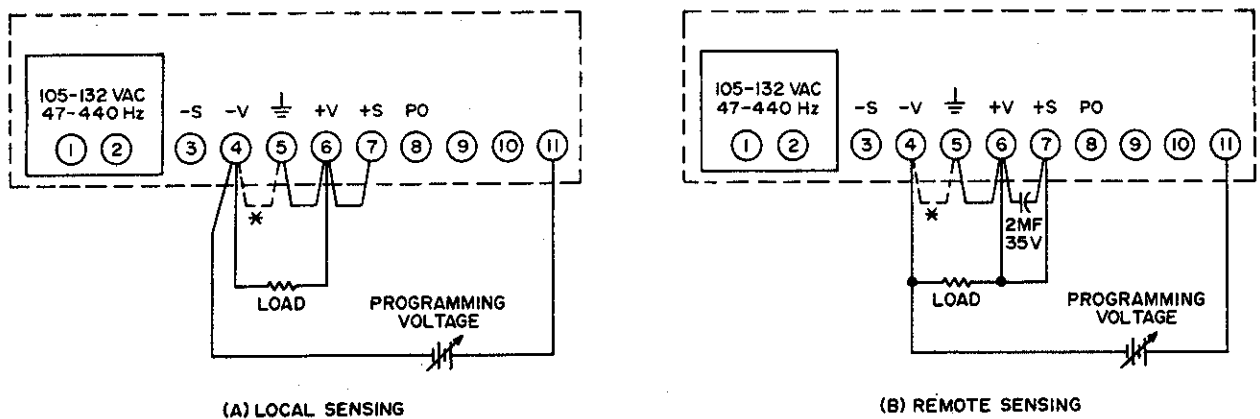 105-132 VAC
47-440 Hz
-S -V +V +S PO
1 2 3 4 5 6 7 8 9 10 11
*
LOAD
PROGRAMMING
VOLTAGE
(A) LOCAL SENSING
105-132 VAC
47-440 Hz
-S -V +V +S PO
1 2 3 4 5 6 7 8 9 10 11
*
2MF
35V
LOAD
PROGRAMMING
VOLTAGE
(B) REMOTE SENSING